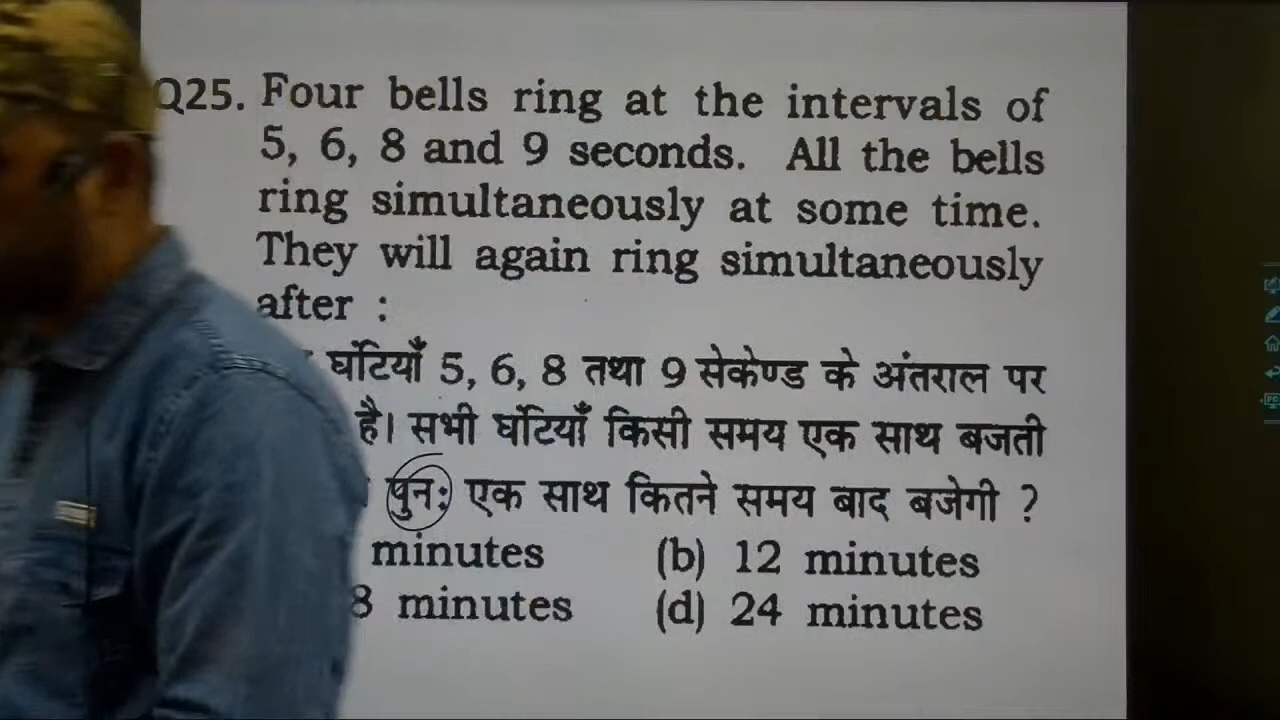 Q25. Four bells ring at the intervals of
5, 6, 8 and 9 seconds. All the bells
ring simultaneously at some time.
They will again ring simultaneously
after :
घंटियाँ 5, 6, 8 तथा 9 सेकेण्ड के अंतराल पर
है। सभी घंटियाँ किसी समय एक साथ बजती
पुनः एक साथ कितने समय बाद बजेगी ?
minutes (b) 12 minutes
8 minutes (d) 24 minutes